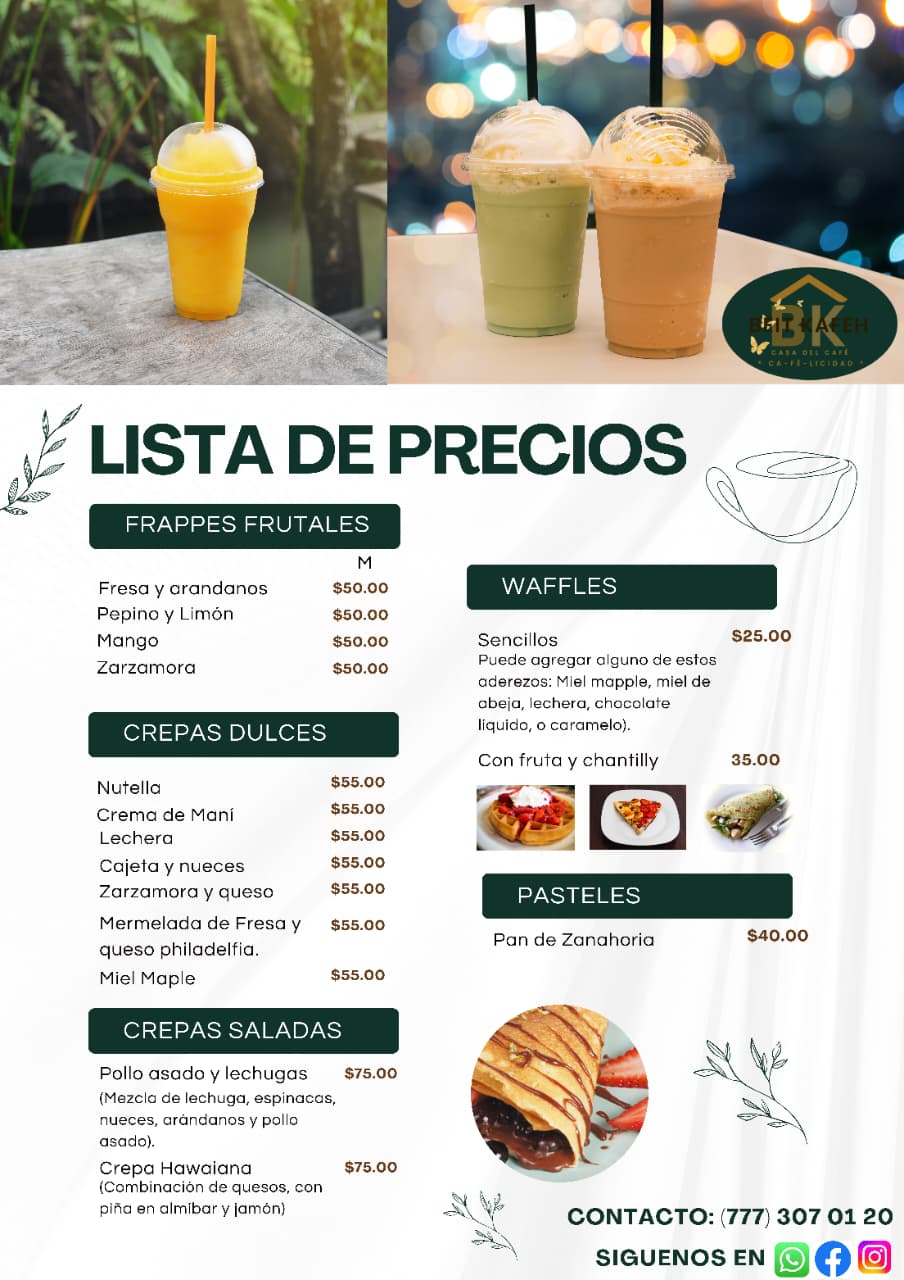 BK
BEIT KAFEH
CASA DEL CAFÉ
* CA-FÉ-LICIDAD *
LISTA DE PRECIOS
FRAPPES FRUTALES
M
Fresa y arandanos $50.00
Pepino y Limón $50.00
Mango $50.00
Zarzamora $50.00
CREPAS DULCES
Nutella $55.00
Crema de Maní $55.00
Lechera $55.00
Cajeta y nueces $55.00
Zarzamora y queso $55.00
Mermelada de Fresa y $55.00
queso philadelfia.
Miel Maple $55.00
CREPAS SALADAS
Pollo asado y lechugas $75.00
(Mezcla de lechuga, espinacas,
nueces, arándanos y pollo
asado).
Crepa Hawaiana $75.00
(Combinación de quesos, con
piña en almíbar y jamón)
WAFFLES
Sencillos $25.00
Puede agregar alguno de estos
aderezos: Miel mapple, miel de
abeja, lechera, chocolate
líquido, o caramelo).
Con fruta y chantilly 35.00
PASTELES
Pan de Zanahoria $40.00
CONTACTO: (777) 307 01 20
SIGUENOS EN